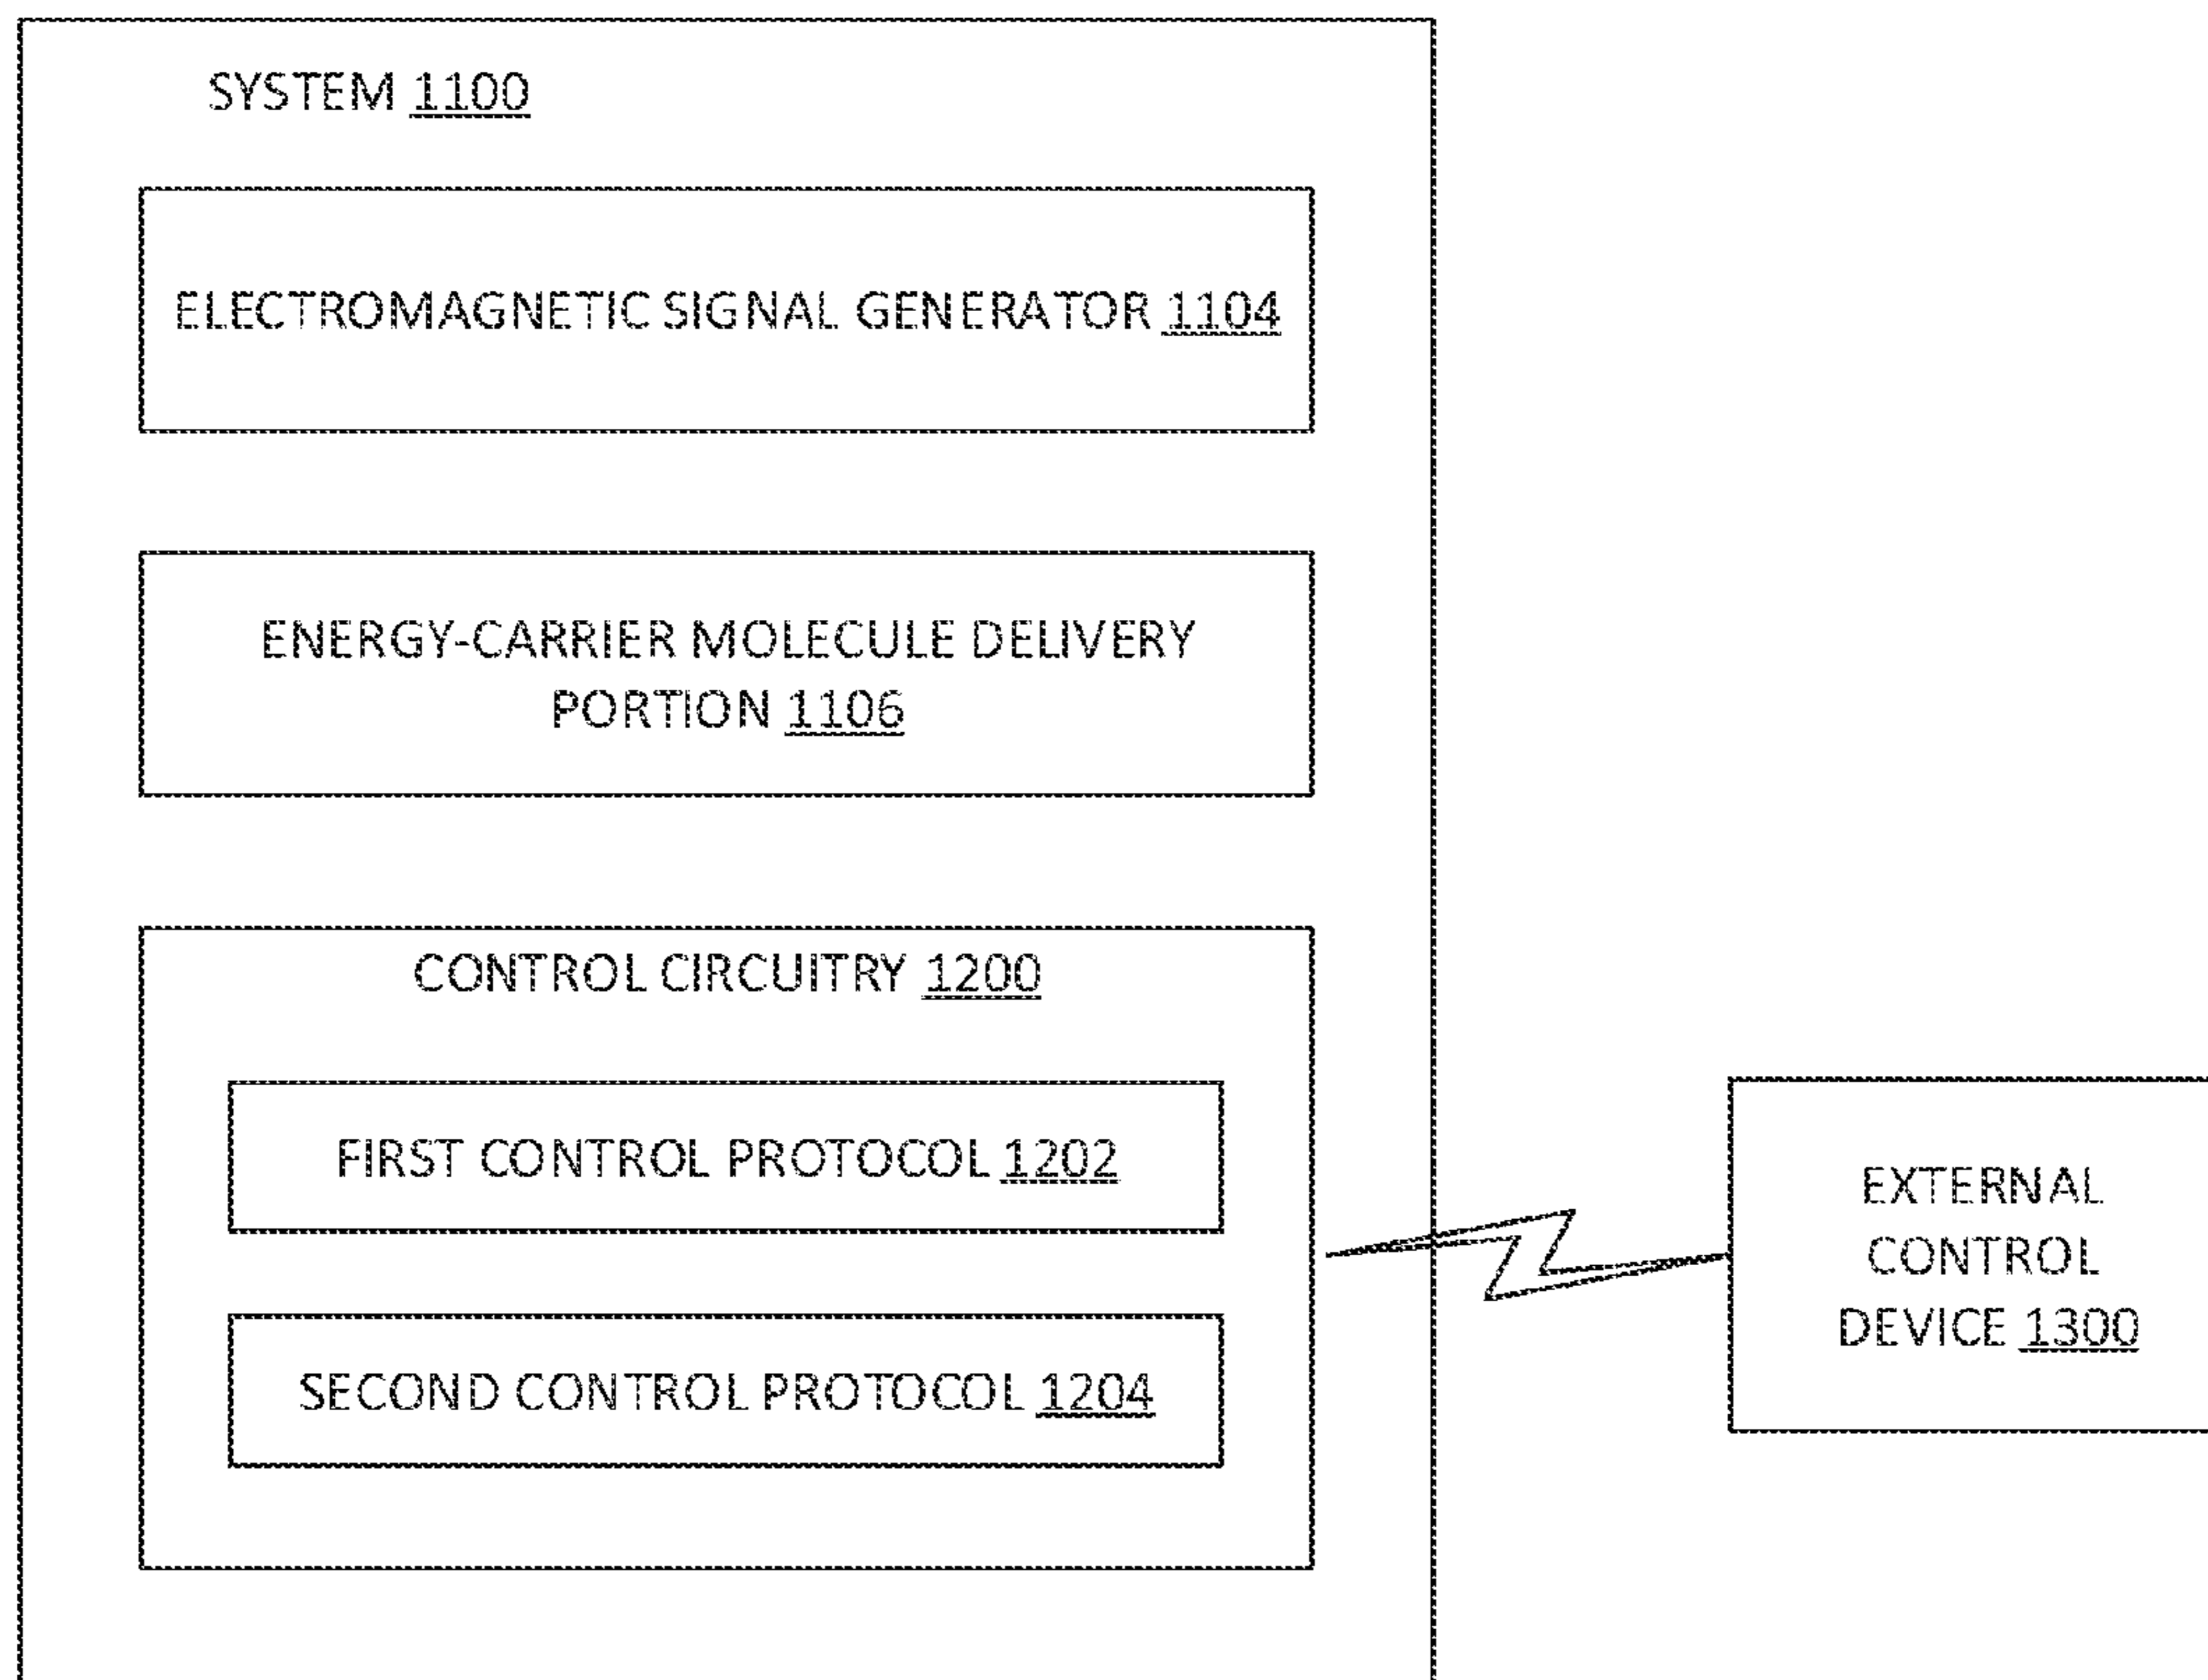 SYSTEM 1100
ELECTROMAGNETIC SIGNAL GENERATOR 1104
ENERGY-CARRIER MOLECULE DELIVERY
PORTION 1106
CONTROL CIRCUITRY 1200
FIRST CONTROL PROTOCOL 1202
SECOND CONTROL PROTOCOL 1204
EXTERNAL
CONTROL
DEVICE 1300